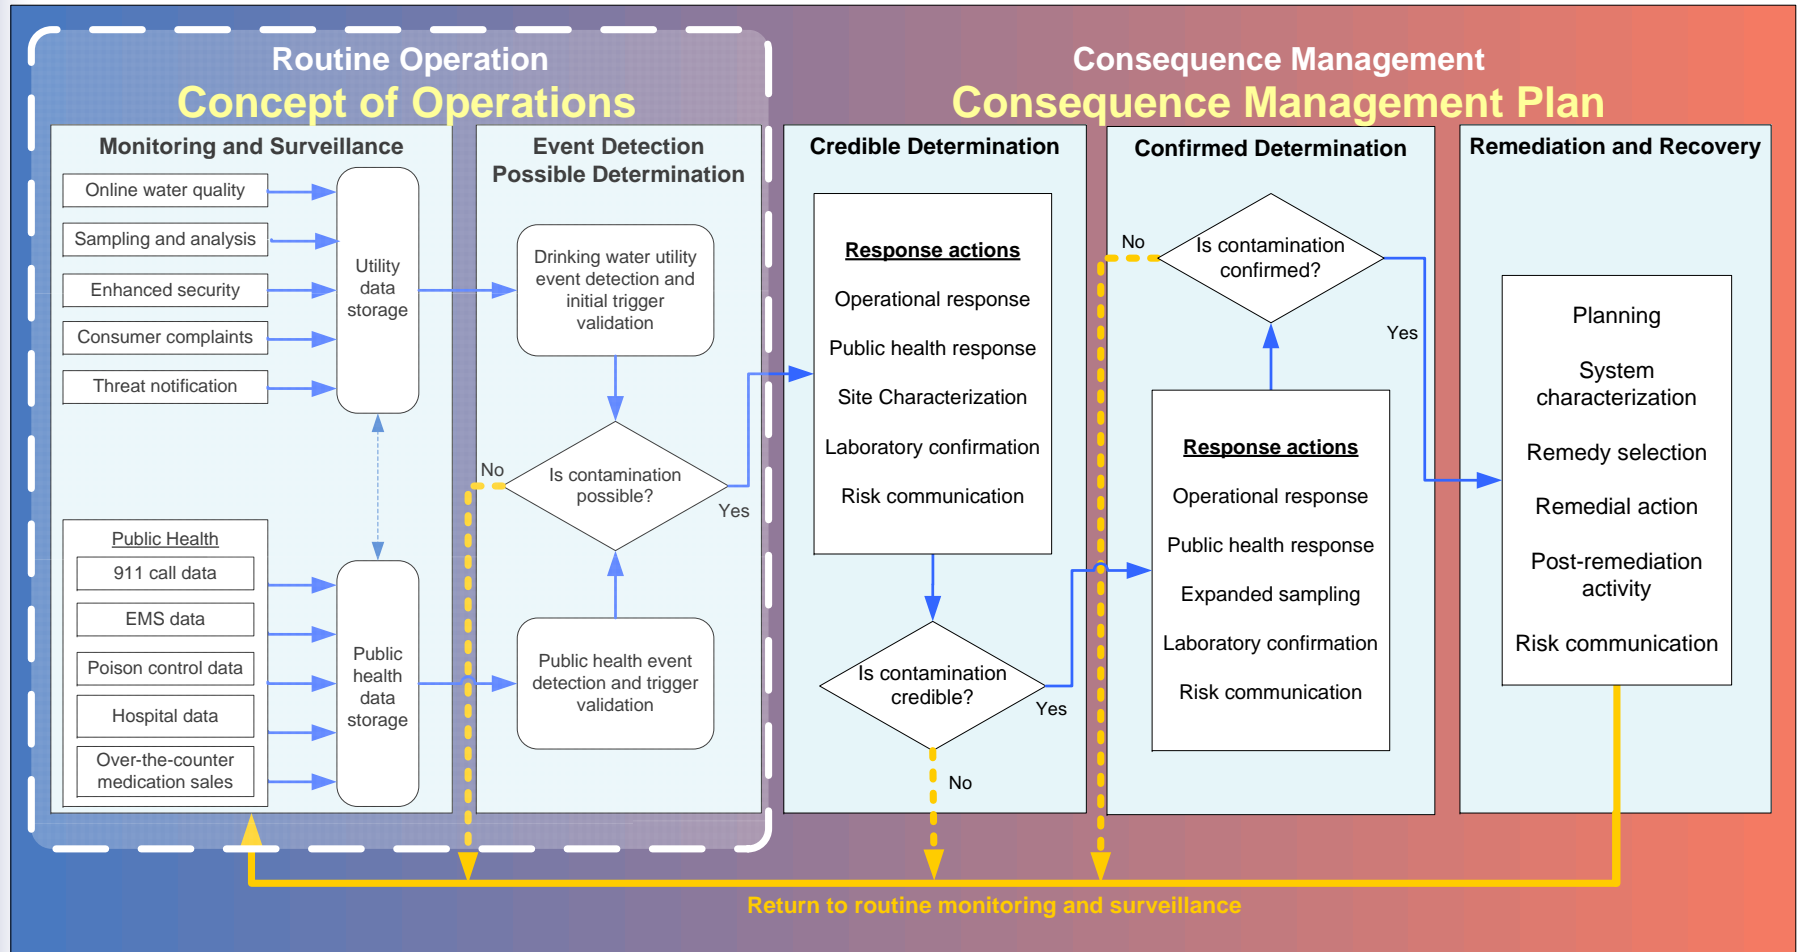 Routine Operation
Concept of Operations
Consequence Management
Consequence Management Plan
Monitoring and Surveillance
Online water quality
Sampling and analysis
Enhanced security
Consumer complaints
Threat notification
Utility
data
storage
Public Health
911 call data
EMS data
Poison control data
Hospital data
Over-the-counter
medication sales
Public
health
data
storage
Event Detection
Possible Determination
Drinking water utility
event detection and
initial trigger
validation
No
Is contamination
possible?
Yes
Public health event
detection and trigger
validation
Credible Determination
Response actions
Operational response
Public health response
Site Characterization
Laboratory confirmation
Risk communication
Is contamination
credible?
Yes
No
Confirmed Determination
No
Is contamination
confirmed?
Yes
Response actions
Operational response
Public health response
Expanded sampling
Laboratory confirmation
Risk communication
Remediation and Recovery
Planning
System
characterization
Remedy selection
Remedial action
Post-remediation
activity
Risk communication
Return to routine monitoring and surveillance